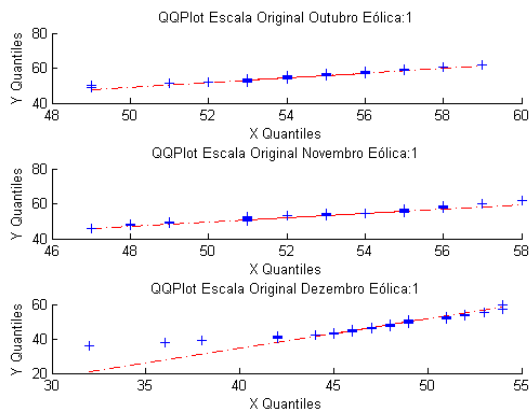 QQPlot Escala Original Outubro Eólica:1
Y Quantiles
80
60
40
48 50 52 54 56 58 60
X Quantiles
QQPlot Escala Original Novembro Eólica:1
Y Quantiles
80
60
40
46 48 50 52 54 56 58
X Quantiles
QQPlot Escala Original Dezembro Eólica:1
Y Quantiles
60
40
20
30 35 40 45 50 55
X Quantiles